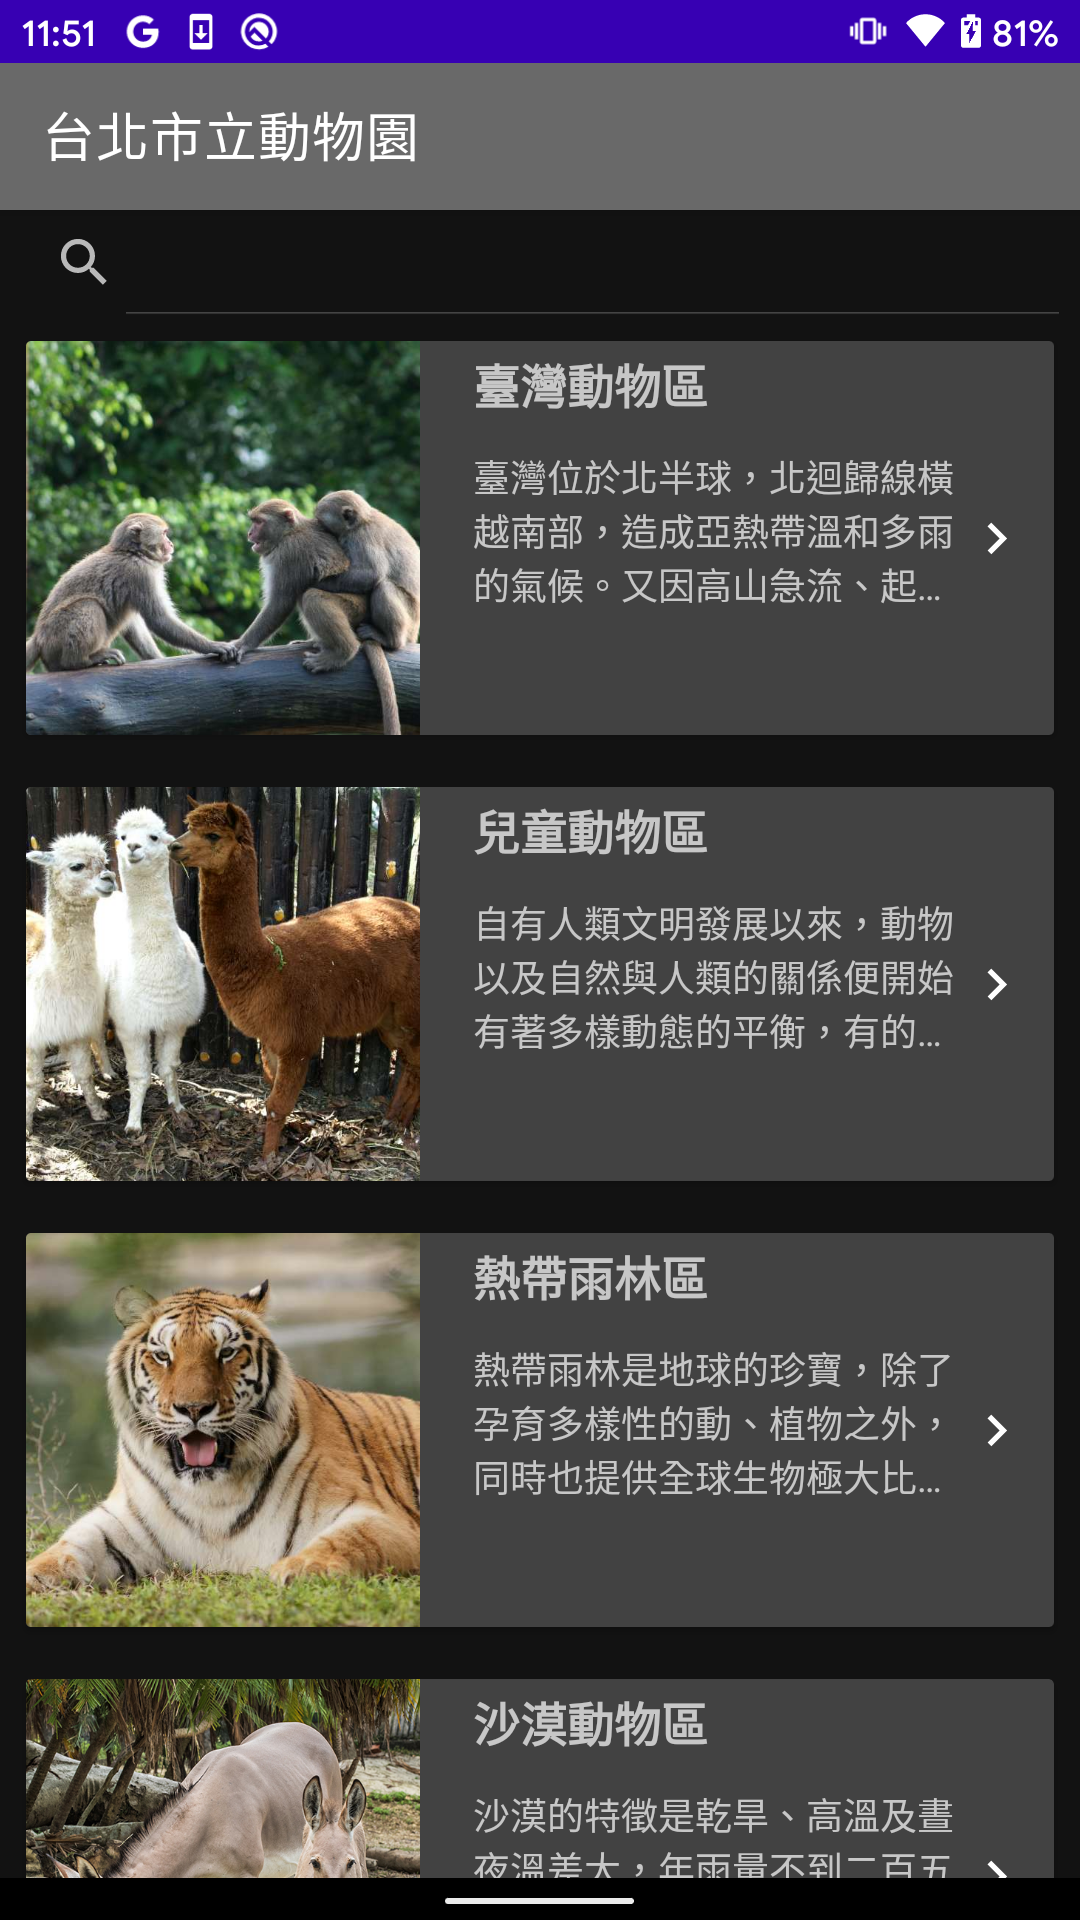 11:51
81%
台北市立動物園
臺灣動物區
臺灣位於北半球，北迴歸線橫
越南部，造成亞熱帶溫和多雨
的氣候。又因高山急流、起...
兒童動物區
自有人類文明發展以來，動物
以及自然與人類的關係便開始
有著多樣動態的平衡，有的...
熱帶雨林區
熱帶雨林是地球的珍寶，除了
孕育多樣性的動、植物之外，
同時也提供全球生物極大比...
沙漠動物區
沙漠的特徵是乾旱、高溫及晝
夜溫差大，年雨量不到二百五